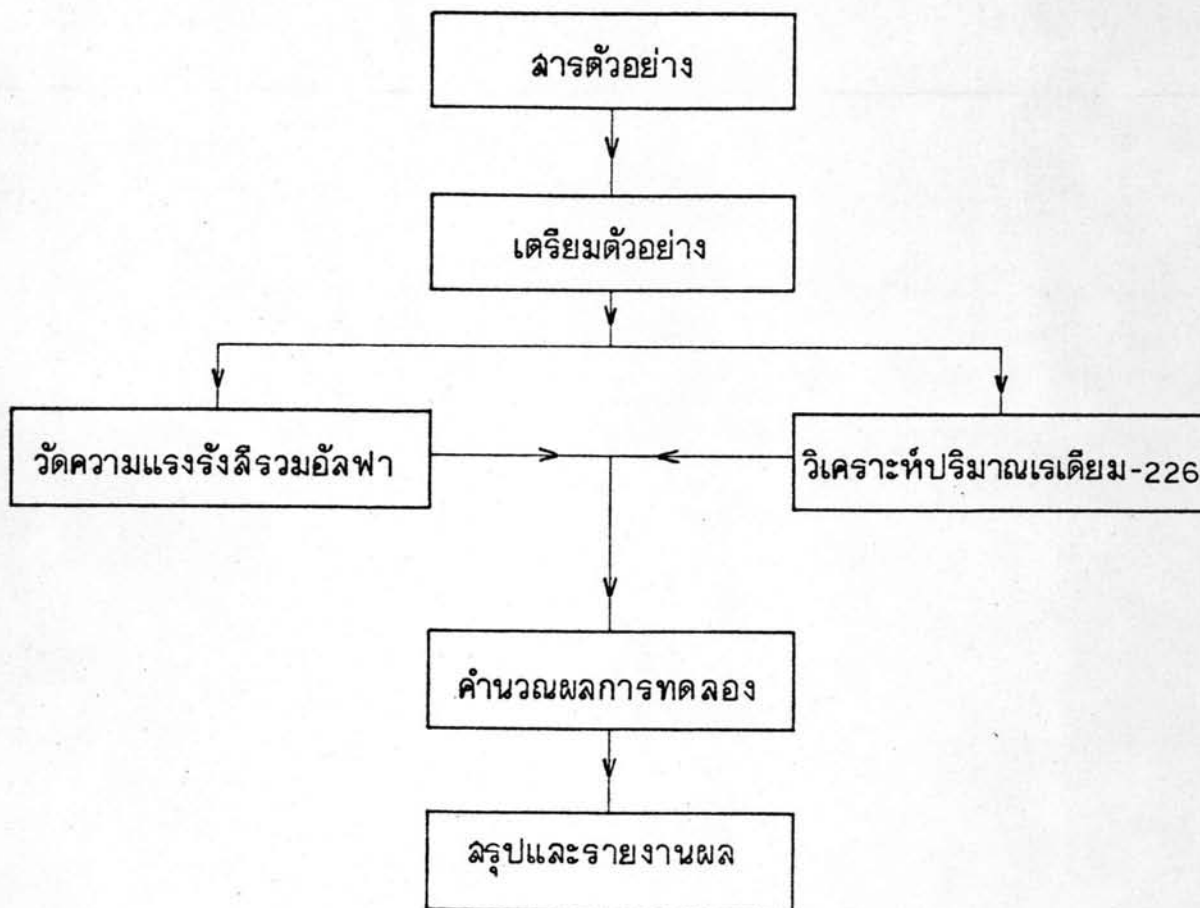 สารตัวอย่าง
เตรียมตัวอย่าง
วัดความแรงรังสีรวมอัลฟา
วิเคราะห์ปริมาณเรเดียม-226
คำนวณผลการทดลอง
สรุปและรายงานผล